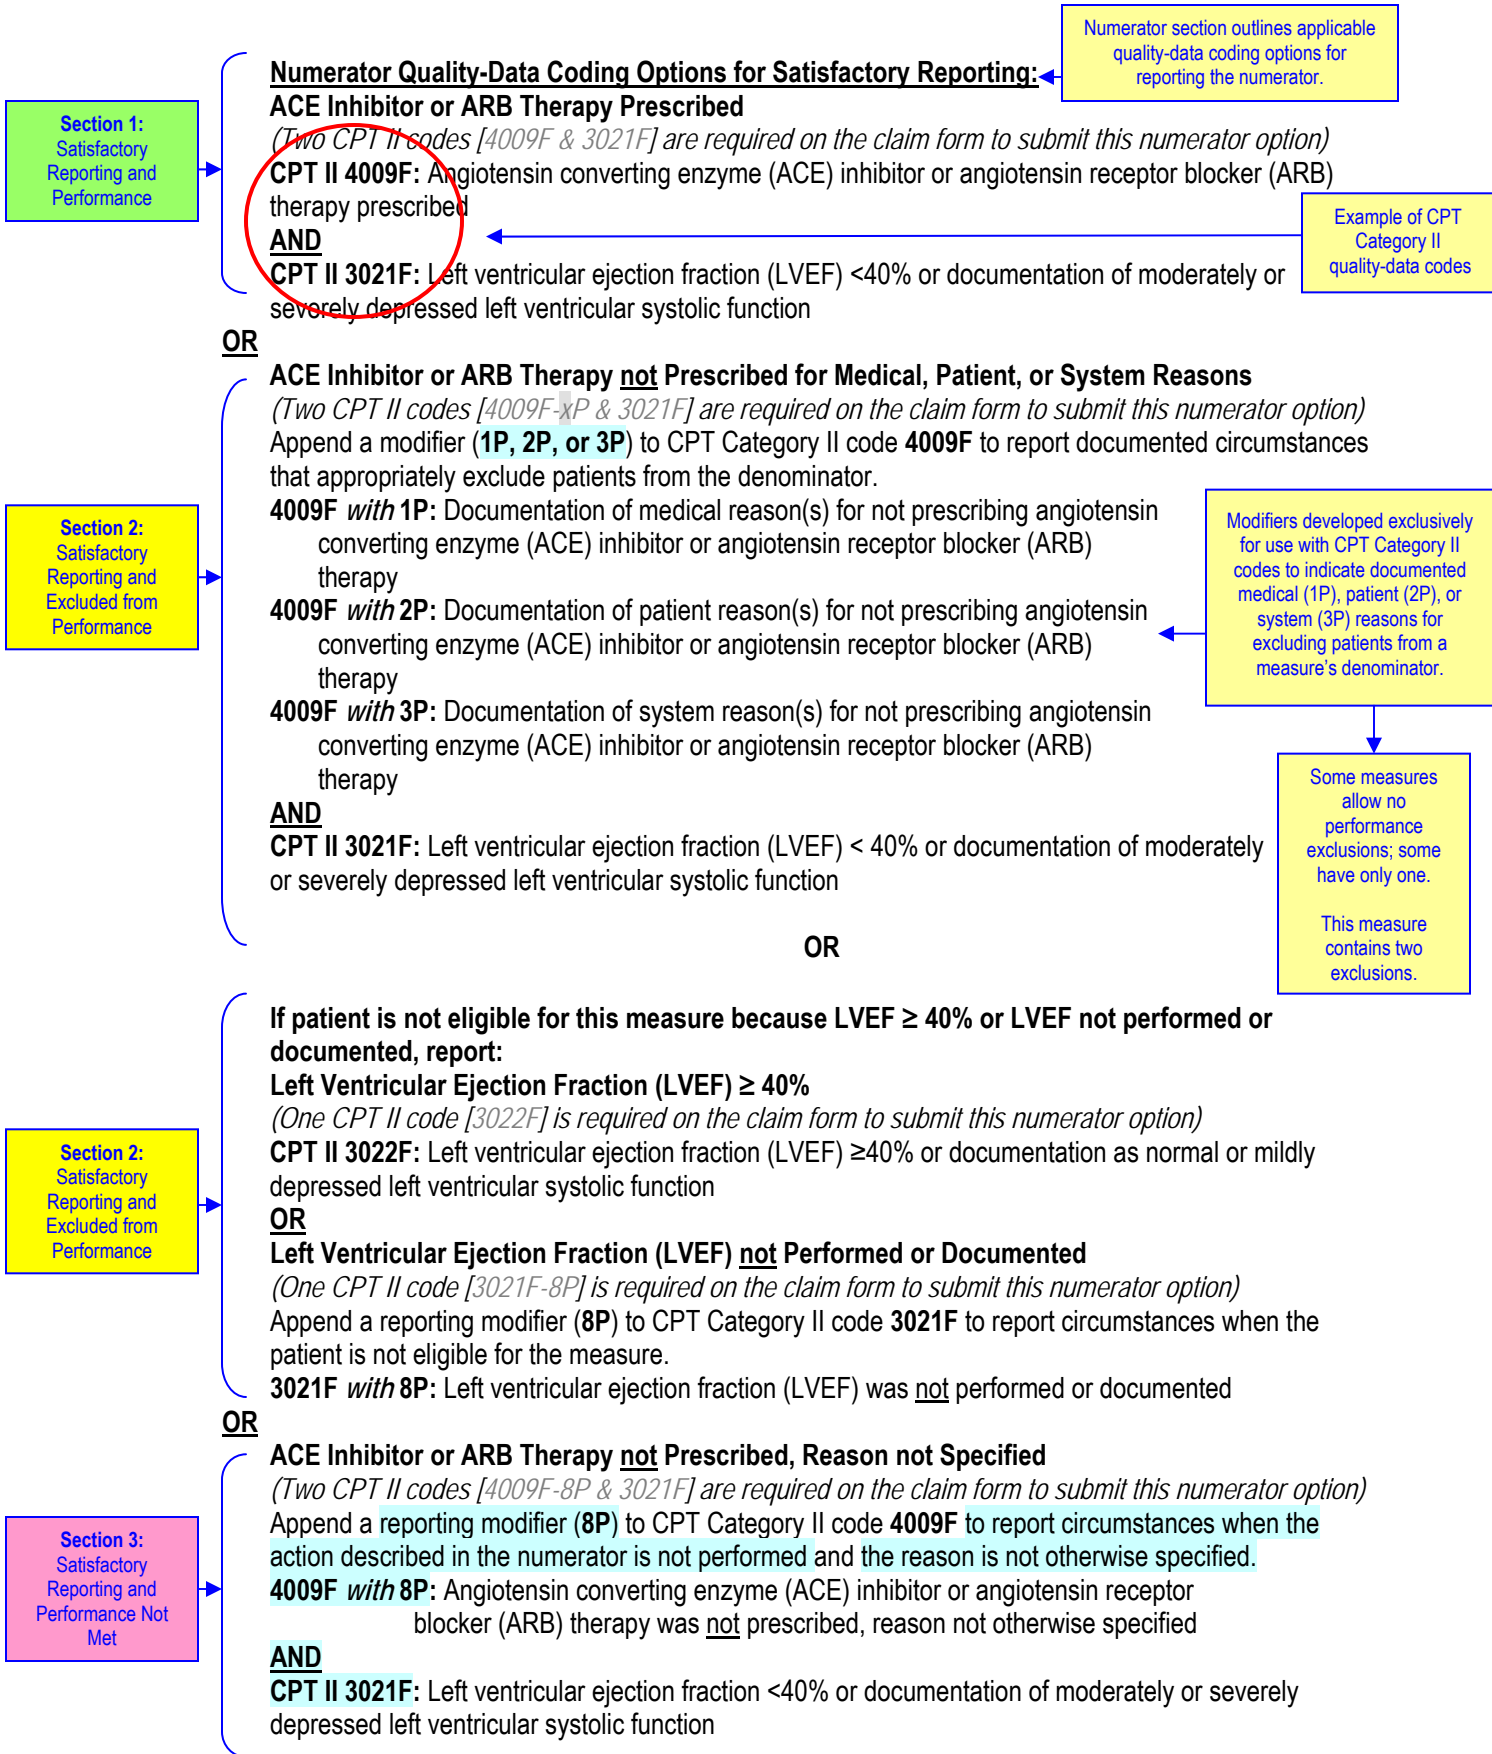 Numerator section outlines applicable
quality-data coding options for
reporting the numerator.
Numerator Quality-Data Coding Options for Satisfactory Reporting:
ACE Inhibitor or ARB Therapy Prescribed
(Two CPT II codes [4009F & 3021F] are required on the claim form to submit this numerator option)
CPT II 4009F: Angiotensin converting enzyme (ACE) inhibitor or angiotensin receptor blocker (ARB)
therapy prescribed
AND
CPT II 3021F: Left ventricular ejection fraction (LVEF) <40% or documentation of moderately or
severely depressed left ventricular systolic function
Section 1:
Satisfactory
Reporting and
Performance
Example of CPT
Category II
quality-data codes
OR
ACE Inhibitor or ARB Therapy not Prescribed for Medical, Patient, or System Reasons
(Two CPT II codes [4009F-xP & 3021F] are required on the claim form to submit this numerator option)
Append a modifier (1P, 2P, or 3P) to CPT Category II code 4009F to report documented circumstances
that appropriately exclude patients from the denominator.
4009F with 1P: Documentation of medical reason(s) for not prescribing angiotensin
converting enzyme (ACE) inhibitor or angiotensin receptor blocker (ARB)
therapy
4009F with 2P: Documentation of patient reason(s) for not prescribing angiotensin
converting enzyme (ACE) inhibitor or angiotensin receptor blocker (ARB)
therapy
4009F with 3P: Documentation of system reason(s) for not prescribing angiotensin
converting enzyme (ACE) inhibitor or angiotensin receptor blocker (ARB)
therapy
AND
CPT II 3021F: Left ventricular ejection fraction (LVEF) < 40% or documentation of moderately
or severely depressed left ventricular systolic function
Section 2:
Satisfactory
Reporting and
Excluded from
Performance
Modifiers developed exclusively
for use with CPT Category II
codes to indicate documented
medical (1P), patient (2P), or
system (3P) reasons for
excluding patients from a
measure's denominator.
Some measures
allow no
performance
exclusions; some
have only one.
This measure
contains two
exclusions.
OR
If patient is not eligible for this measure because LVEF ≥ 40% or LVEF not performed or
documented, report:
Left Ventricular Ejection Fraction (LVEF) ≥ 40%
(One CPT II code [3022F] is required on the claim form to submit this numerator option)
CPT II 3022F: Left ventricular ejection fraction (LVEF) ≥40% or documentation as normal or mildly
depressed left ventricular systolic function
OR
Left Ventricular Ejection Fraction (LVEF) not Performed or Documented
(One CPT II code [3021F-8P] is required on the claim form to submit this numerator option)
Append a reporting modifier (8P) to CPT Category II code 3021F to report circumstances when the
patient is not eligible for the measure.
3021F with 8P: Left ventricular ejection fraction (LVEF) was not performed or documented
Section 2:
Satisfactory
Reporting and
Excluded from
Performance
OR
ACE Inhibitor or ARB Therapy not Prescribed, Reason not Specified
(Two CPT II codes [4009F-8P & 3021F] are required on the claim form to submit this numerator option)
Append a reporting modifier (8P) to CPT Category II code 4009F to report circumstances when the
action described in the numerator is not performed and the reason is not otherwise specified.
4009F with 8P: Angiotensin converting enzyme (ACE) inhibitor or angiotensin receptor
blocker (ARB) therapy was not prescribed, reason not otherwise specified
AND
CPT II 3021F: Left ventricular ejection fraction <40% or documentation of moderately or severely
depressed left ventricular systolic function
Section 3:
Satisfactory
Reporting and
Performance Not
Met